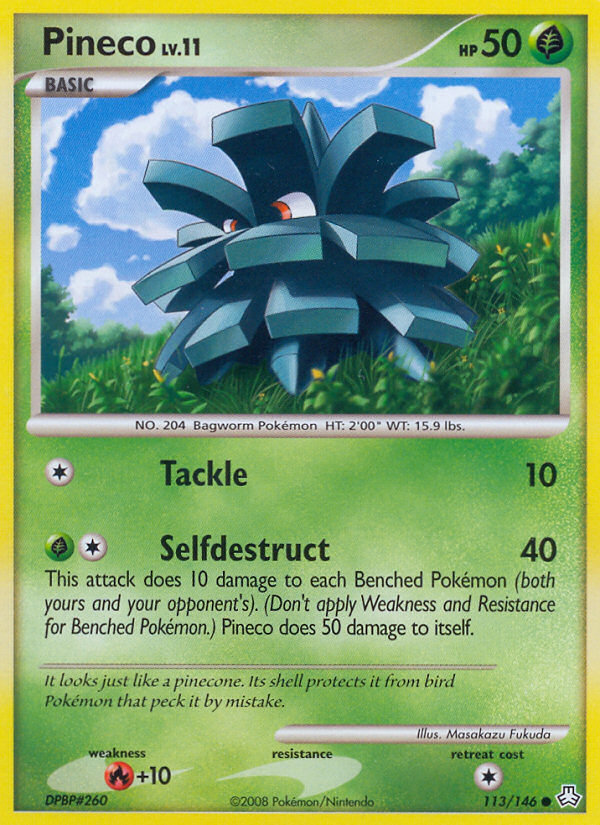 Pineco LV.11 HP 50
BASIC
NO. 204 Bagworm Pokémon HT: 2'00" WT: 15.9 lbs.
Tackle 10
Selfdestruct 40
This attack does 10 damage to each Benched Pokémon (both
yours and your opponent's). (Don't apply Weakness and Resistance
for Benched Pokémon.) Pineco does 50 damage to itself.
It looks just like a pinecone. Its shell protects it from bird
Pokémon that peck it by mistake.
Illus. Masakazu Fukuda
weakness resistance retreat cost
+10
DPBP#260 ©2008 Pokémon/Nintendo 113/146